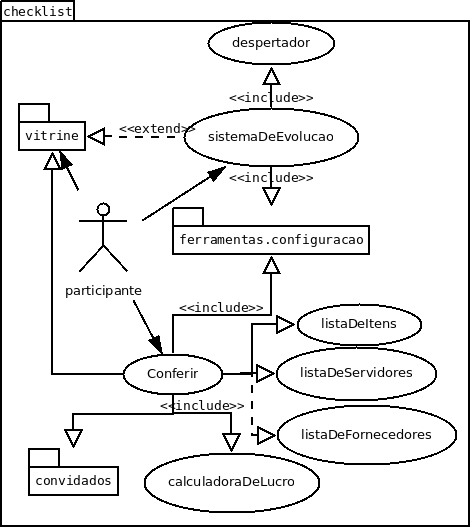 checklist
despertador
<<include>>
<<extend>>
vitrine
sistemaDeEvolucao
<<include>>
ferramentas.configuracao
participante
<<include>>
listaDeItens
Conferir
listaDeServidores
<<include>>
listaDeFornecedores
convidados
calculadoraDeLucro